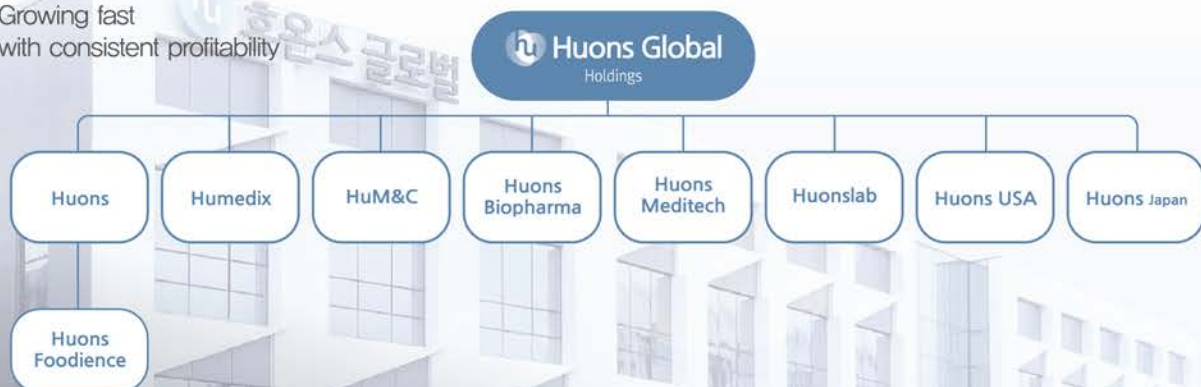 Growing fast
with consistent profitability
휴온스 글로벌
Huons Global
Holdings
Huons
Humedix
HuM&C
Huons
Biopharma
Huons
Meditech
Huonslab
Huons USA
Huons Japan
Huons
Foodience